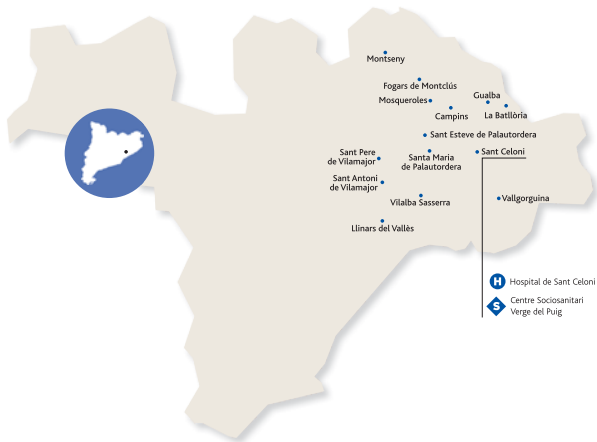 Montseny
Fogars de Montclús
Mosqueroles
Gualba
Campins
La Batllòria
Sant Esteve de Palautordera
Sant Pere
de Vilamajor
Santa Maria
de Palautordera
Sant Celoni
Sant Antoni
de Vilamajor
Vilalba Sasserra
Vallgorguina
Llinars del Vallès
H Hospital de Sant Celoni
S Centre Sociosanitari
Verge del Puig